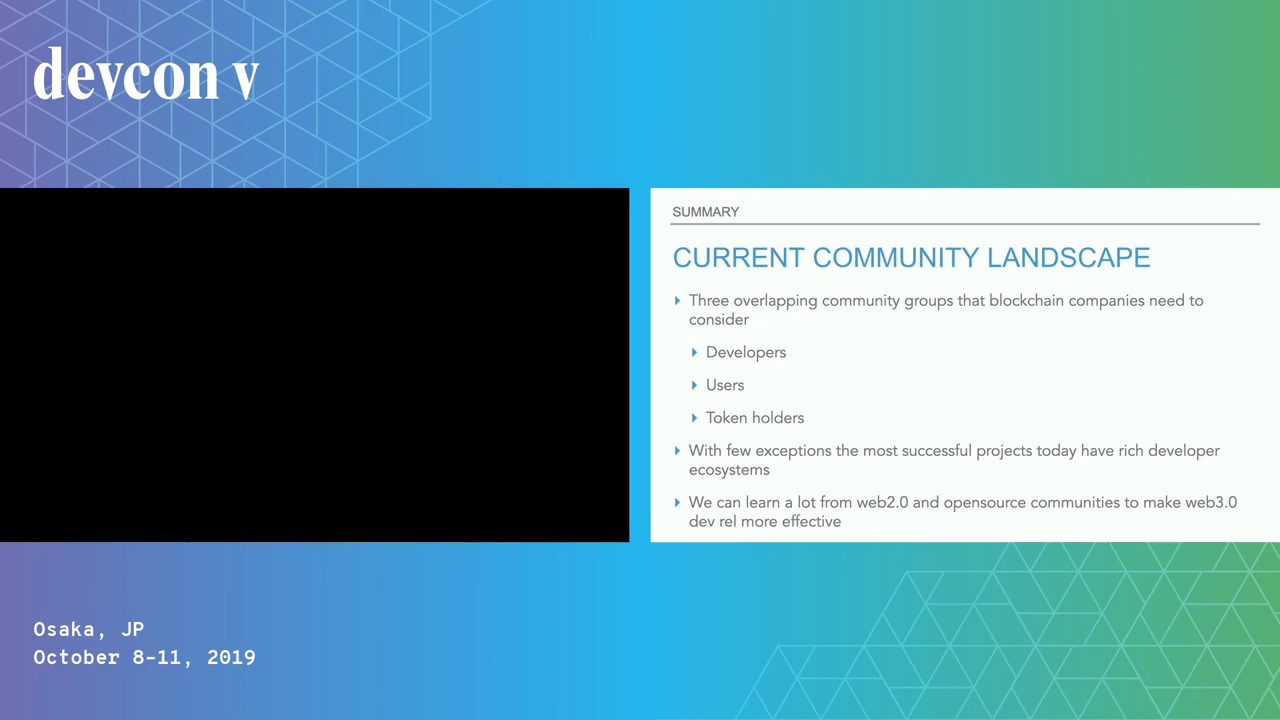 devcon v
SUMMARY
CURRENT COMMUNITY LANDSCAPE
Three overlapping community groups that blockchain companies need to
consider
Developers
Users
Token holders
With few exceptions the most successful projects today have rich developer
ecosystems
We can learn a lot from web2.0 and opensource communities to make web3.0
dev rel more effective
Osaka, JP
October 8-11, 2019